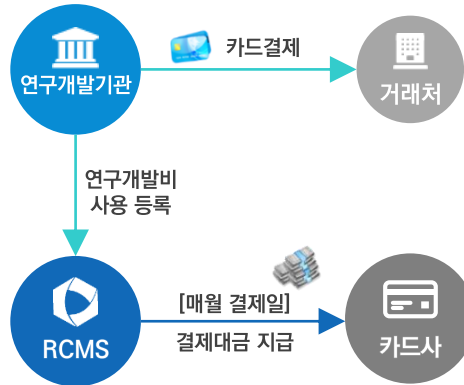 카드결제
연구개발기관
거래처
연구개발비
사용 등록
[매월 결제일]
결제대금 지급
RCMS
카드사